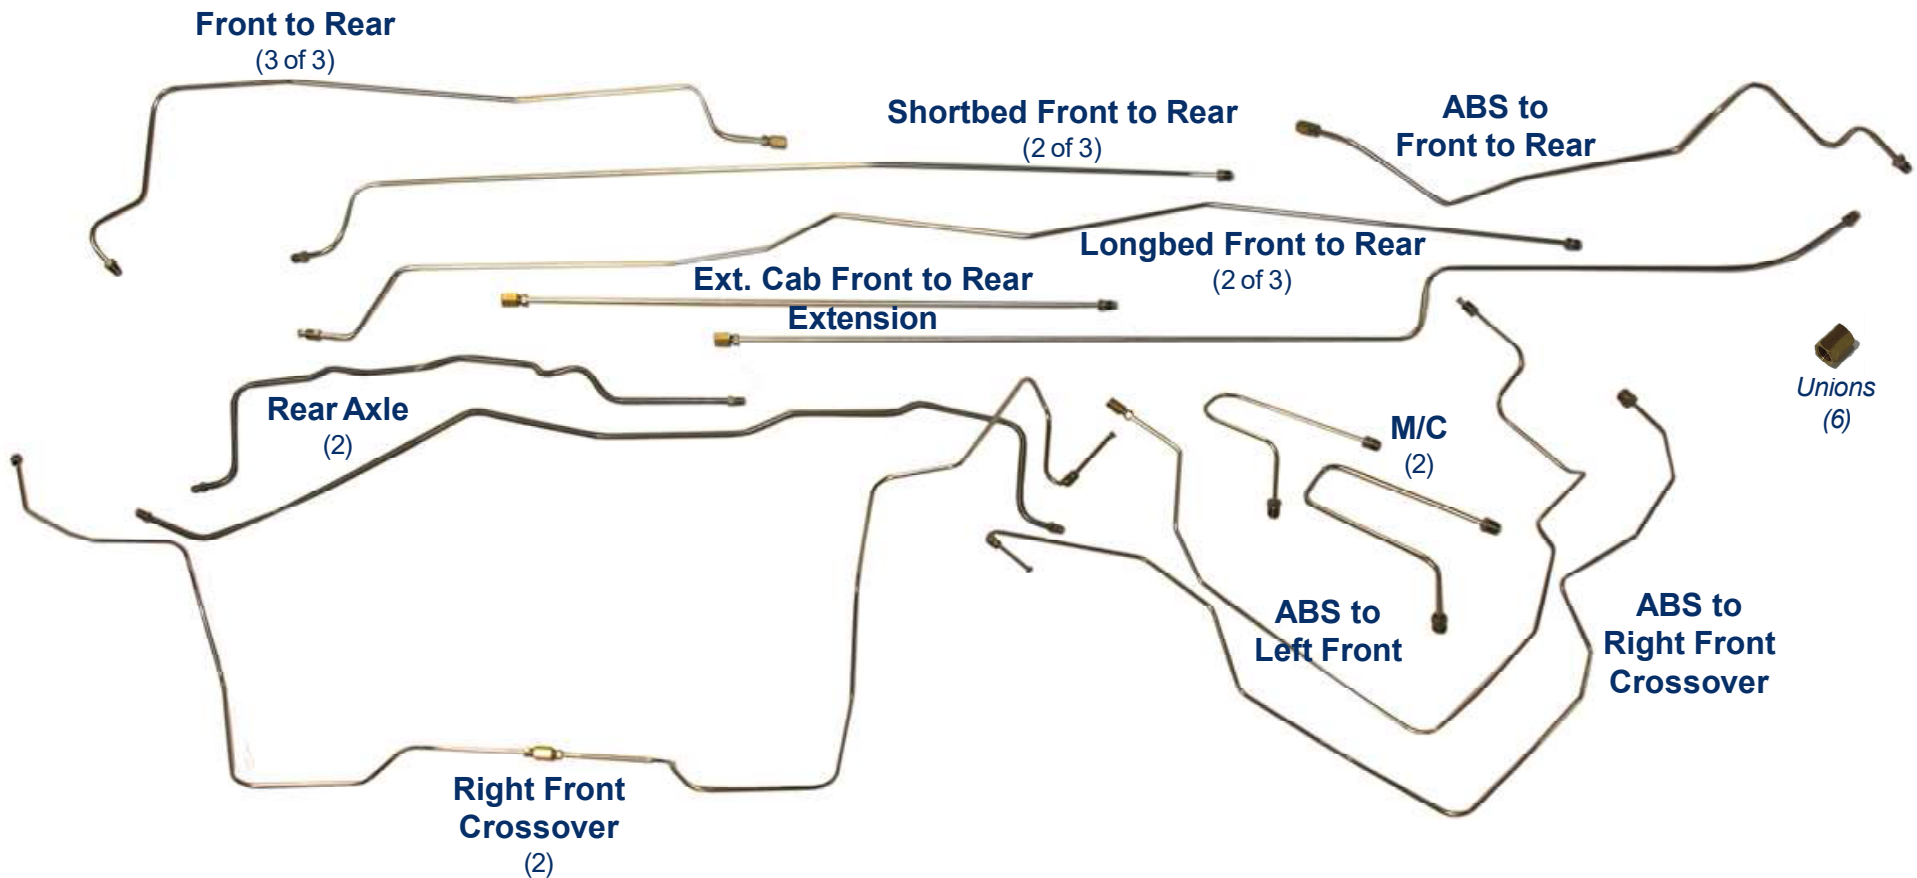 Front to Rear
(3 of 3)
Shortbed Front to Rear
(2 of 3)
ABS to
Front to Rear
Longbed Front to Rear
(2 of 3)
Ext. Cab Front to Rear
Extension
Unions
(6)
Rear Axle
(2)
M/C
(2)
ABS to
Left Front
ABS to
Right Front
Crossover
Right Front
Crossover
(2)